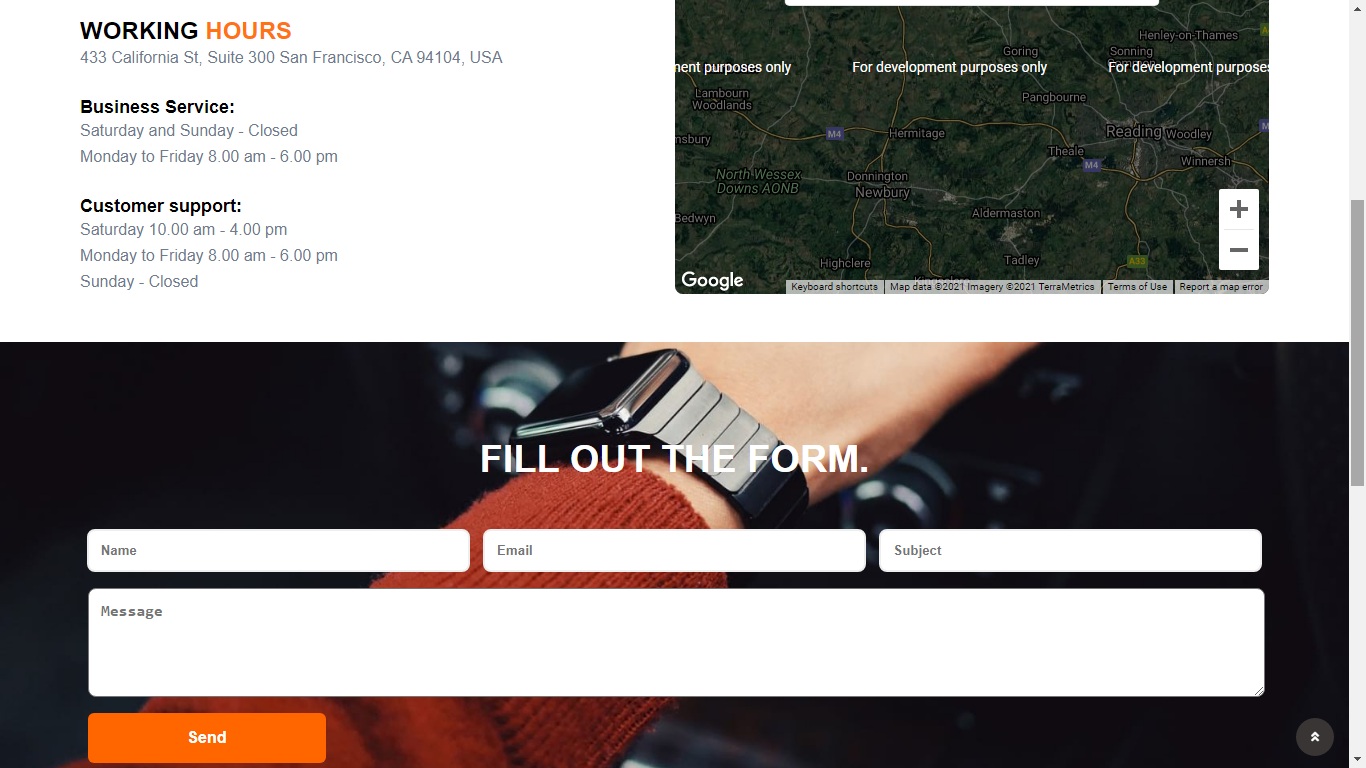 WORKING HOURS
433 California St, Suite 300 San Francisco, CA 94104, USA
Business Service:
Saturday and Sunday - Closed
Monday to Friday 8.00 am - 6.00 pm
Customer support:
Saturday 10.00 am - 4.00 pm
Monday to Friday 8.00 am - 6.00 pm
Sunday - Closed
Henley-on-Thames
Goring
Sonning
ment purposes only
For development purposes only
For development purposes
Lambourn
Woodlands
Pangbourne
M4
Hermitage
Reading
Woodley
nsbury
Theale
M4
Winnersh
North Wessex
Downs AONB
Donnington
Newbury
Bedwyn
Aldermaston
Highclere
Tadley
A33
Google
Keyboard shortcuts
Map data ©2021 Imagery ©2021 TerraMetrics
Terms of Use
Report a map error
FILL OUT THE FORM.
Name
Email
Subject
Message
Send